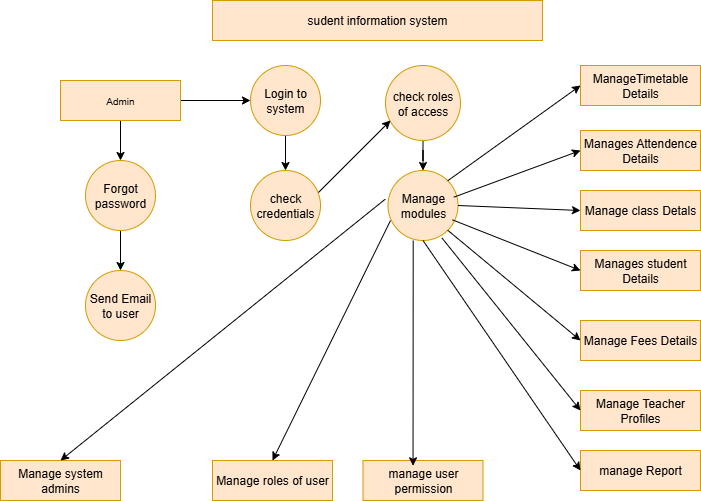 sudent information system
Admin
Login to
system
check roles
of access
ManageTimetable
Details
Manages Attendence
Details
Forgot
password
check
credentials
Manage
modules
Manage class Detals
Manages student
Details
Send Email
to user
Manage Fees Details
Manage Teacher
Profiles
Manage system
admins
Manage roles of user
manage user
permission
manage Report